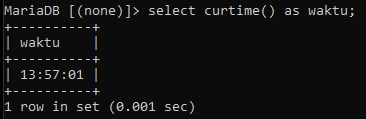 MariaDB [(none)]> select curtime() as waktu;
+----------+
| waktu    |
+----------+
| 13:57:01 |
+----------+
1 row in set (0.001 sec)